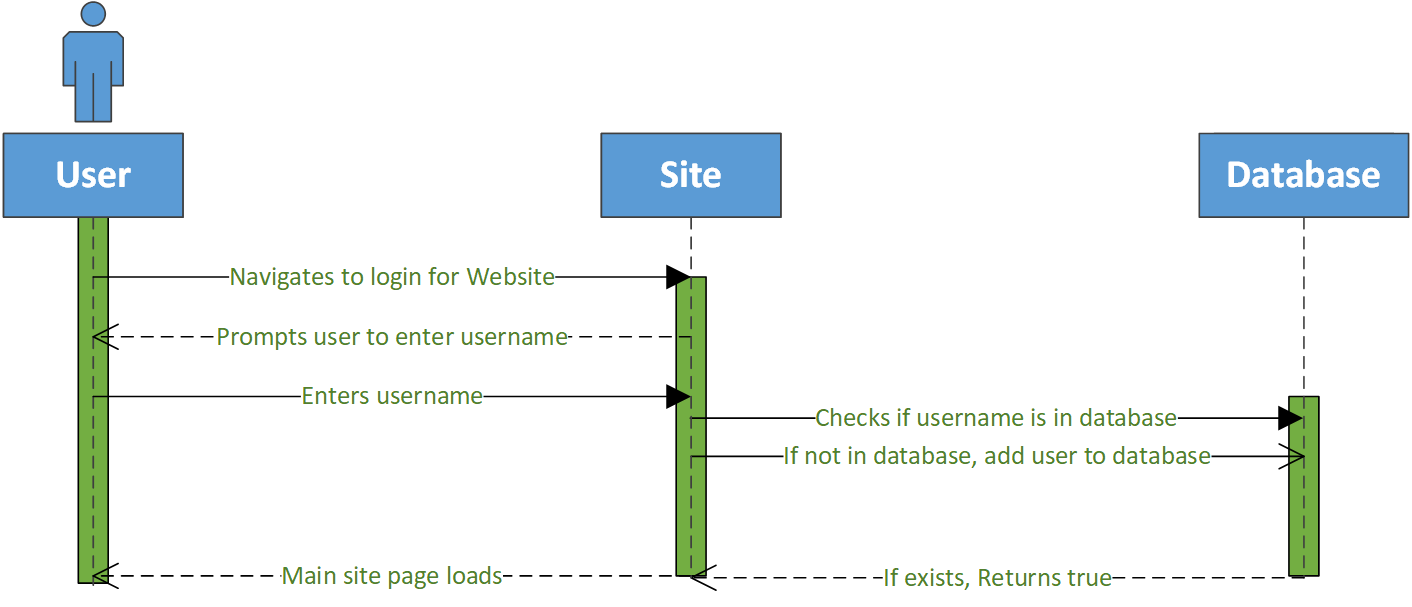 User
Site
Database
Navigates to login for Website
Prompts user to enter username
Enters username
Checks if username is in database
If not in database, add user to database
Main site page loads
If exists, Returns true